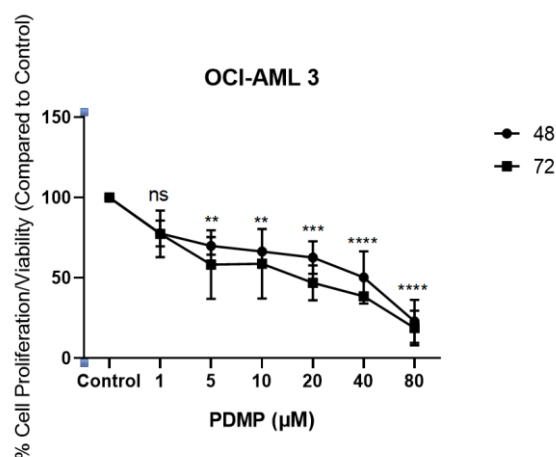 OCI-AML 3
% Cell Proliferation/Viability (Compared to Control)
150
100
50
0
ns
**
**
***
****
****
48
72
Control 1 5 10 20 40 80
PDMP (µM)